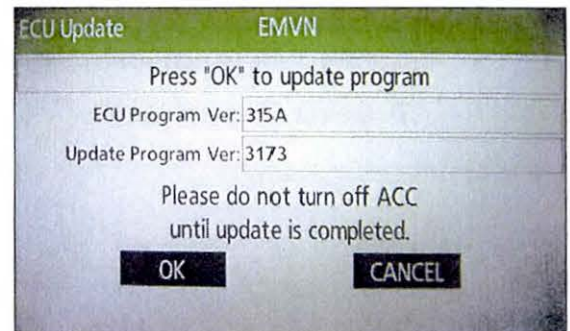 ECU Update EMVN
Press "OK" to update program
ECU Program Ver: 315A
Update Program Ver: 3173
Please do not turn off ACC
until update is completed.
OK CANCEL